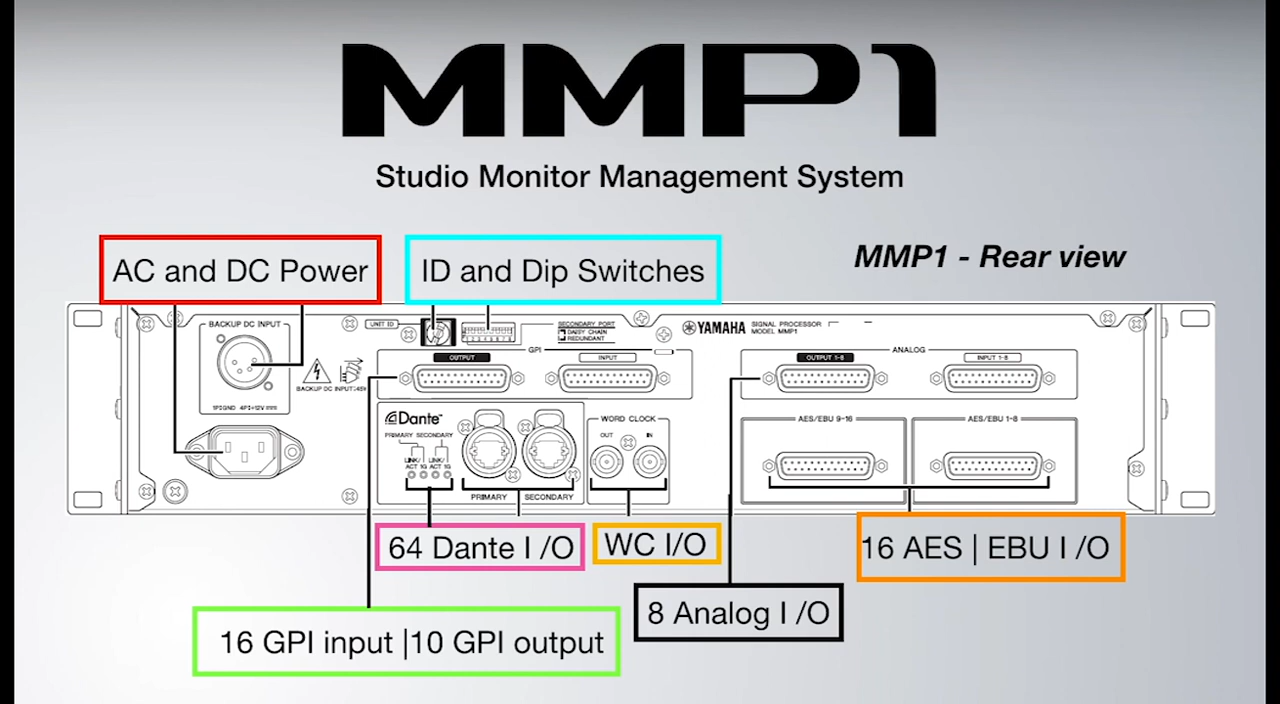 MMP1
Studio Monitor Management System
MMP1 - Rear view
AC and DC Power
ID and Dip Switches
BACKUP DC INPUT
UNIT ID
SECONDARY PORT
DAISY CHAIN
REDUNDANT
YAMAHA
SIGNAL PROCESSOR
MODEL MMP1
GPI
OUTPUT
INPUT
ANALOG
OUTPUT 1-8
INPUT 1-8
Dante™
PRIMARY SECONDARY
LINK/ LINK/
ACT 1G ACT 1G
PRIMARY
SECONDARY
WORD CLOCK
OUT
IN
AES/EBU 9-16
AES/EBU 1-8
64 Dante I /O
WC I/O
16 AES | EBU I /O
8 Analog I /O
16 GPI input |10 GPI output